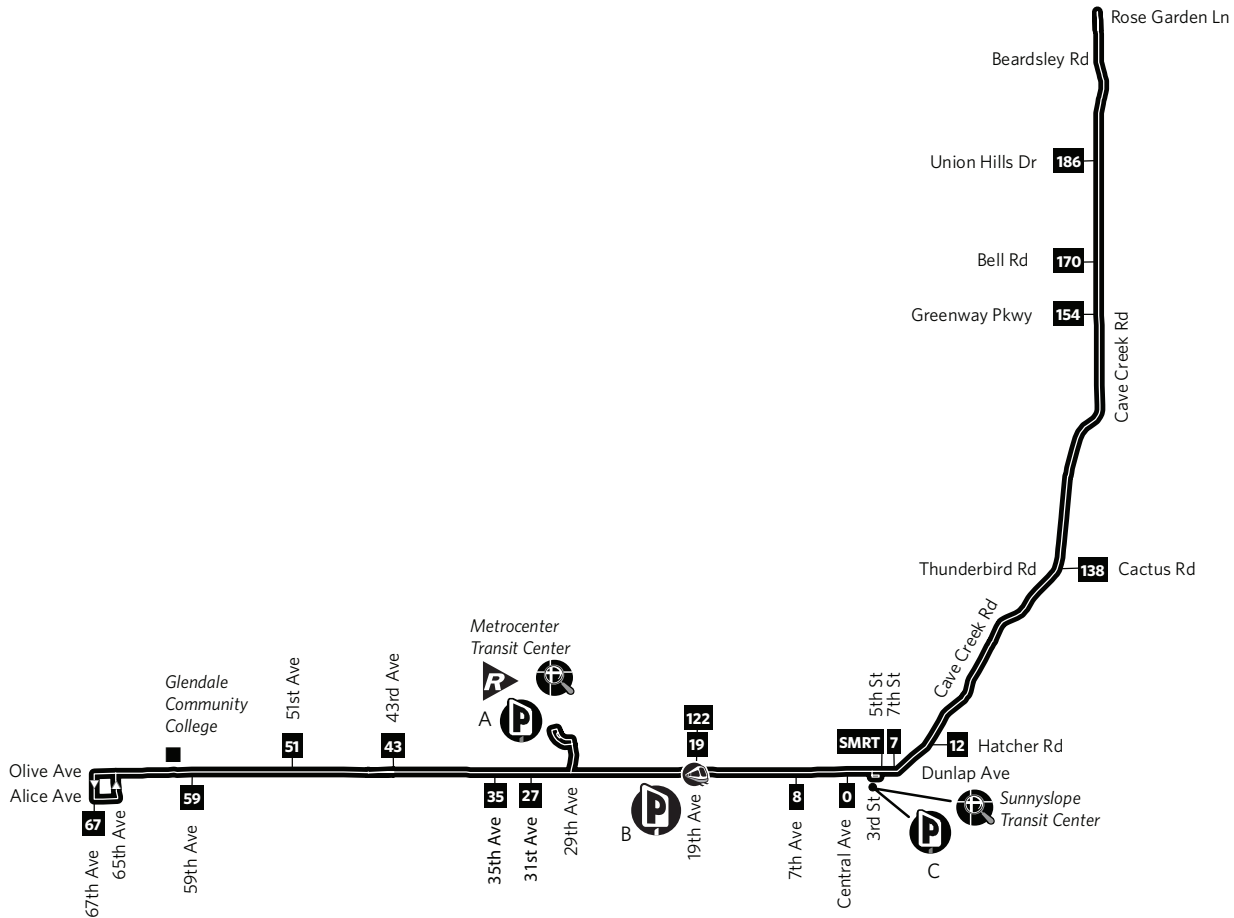 Rose Garden Ln
Beardsley Rd
Union Hills Dr
186
Bell Rd
170
Greenway Pkwy
154
Cave Creek Rd
Thunderbird Rd
138
Cactus Rd
Cave Creek Rd
Metrocenter
Transit Center
R
A
P
Glendale
Community
College
51st Ave
43rd Ave
5th St
7th St
122
51
43
19
SMRT
7
12
Hatcher Rd
Olive Ave
Alice Ave
Dunlap Ave
67
59
35
27
P
B
8
0
Sunnyslope
Transit Center
P
C
67th Ave
65th Ave
59th Ave
35th Ave
31st Ave
29th Ave
19th Ave
7th Ave
Central Ave
3rd St